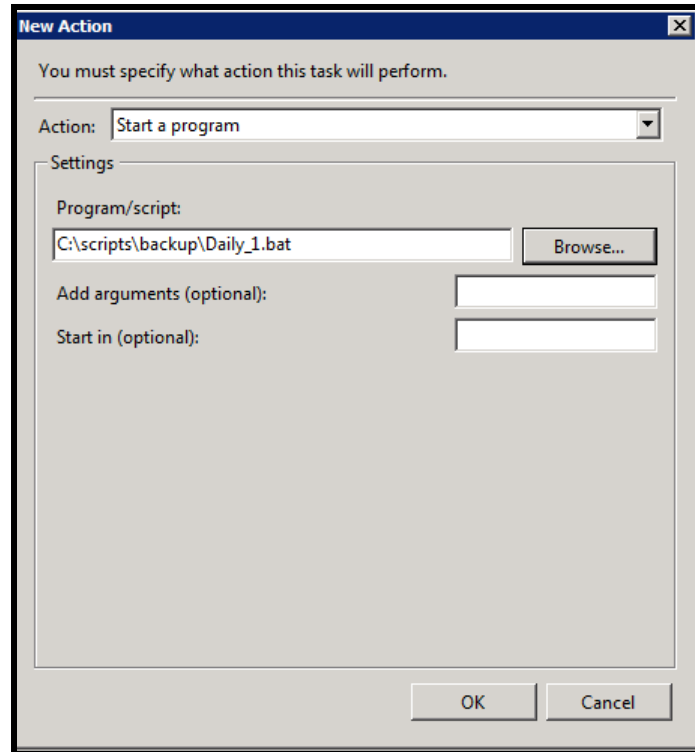 New Action
You must specify what action this task will perform.
Action: Start a program
Settings
Program/script:
C:\scripts\backup\Daily_1.bat Browse...
Add arguments (optional):
Start in (optional):
OK Cancel